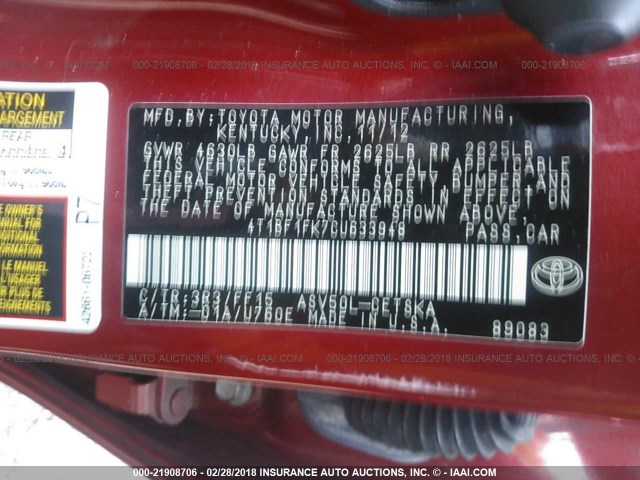 000-21908706 - 02/28/2018 INSURANCE AUTO AUCTIONS, INC. - © - IAAI.COM
ATION
REAR
P7
MFD. BY: TOYOTA MOTOR MANUFACTURING,
KENTUCKY, INC. 11/12
GVWR 4630LB GAWR FR 2625LB RR 2625LB
THIS VEHICLE CONFORMS TO ALL APPLICABLE
FEDERAL MOTOR VEHICLE SAFETY, BUMPER, AND
THEFT PREVENTION STANDARDS IN EFFECT ON
THE DATE OF MANUFACTURE SHOWN ABOVE.
4T1BF1FK7CU633948 PASS. CAR
C/TR: 3R3/FF15 ASV50L-CETSKA
A/TM: -01A/U760E MADE IN U.S.A.
89083
000-21908706 - 02/28/2018 INSURANCE AUTO AUCTIONS, INC. - © - IAAI.COM
000-21908706 - 02/28/2018 INSURANCE AUTO AUCTIONS, INC. - © - IAAI.COM